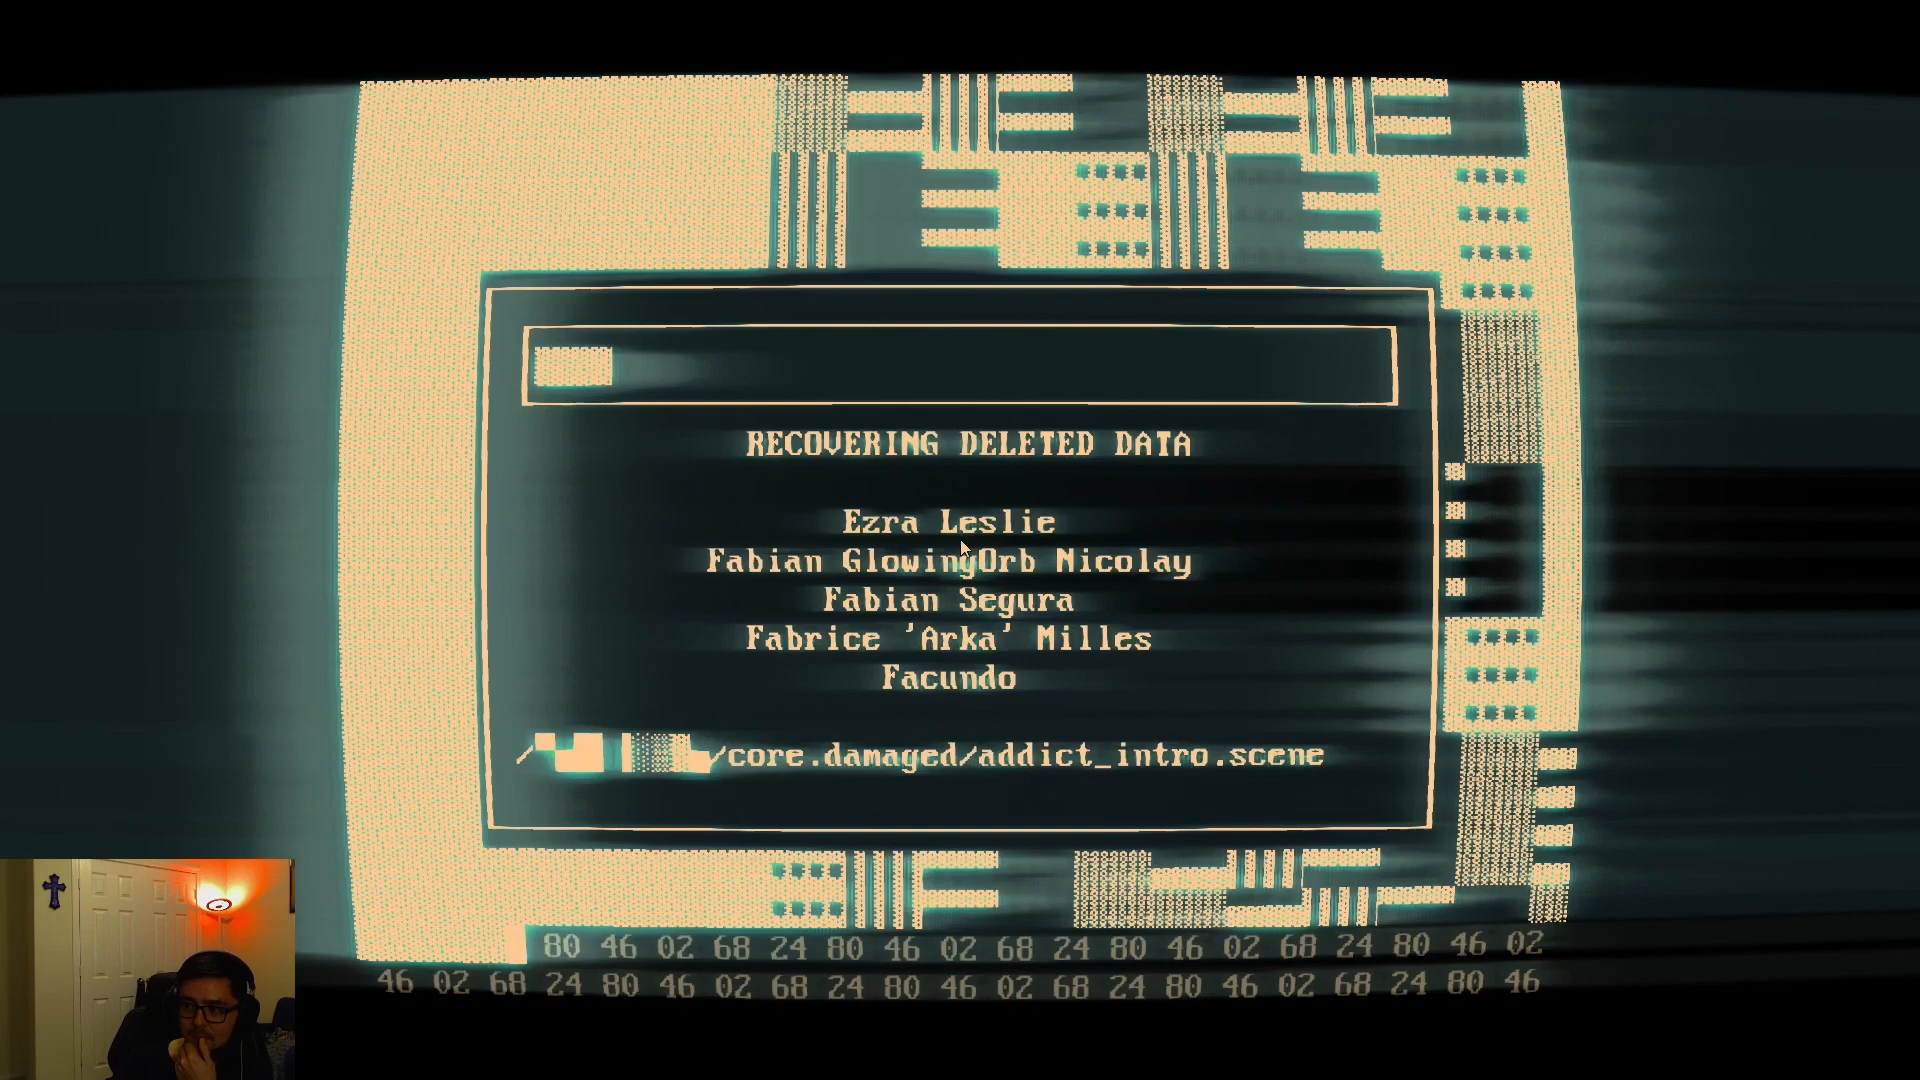 RECOVERING DELETED DATA
Ezra Leslie
Fabian GlowingOrb Nicolay
Fabian Segura
Fabrice 'Arka' Milles
Facundo
/core.damaged/addict_intro.scene
80 46 02 68 24 80 46 02 68 24 80 46 02 68 24 80 46 02
46 02 68 24 80 46 02 68 24 80 46 02 68 24 80 46 02 68 24 80 46